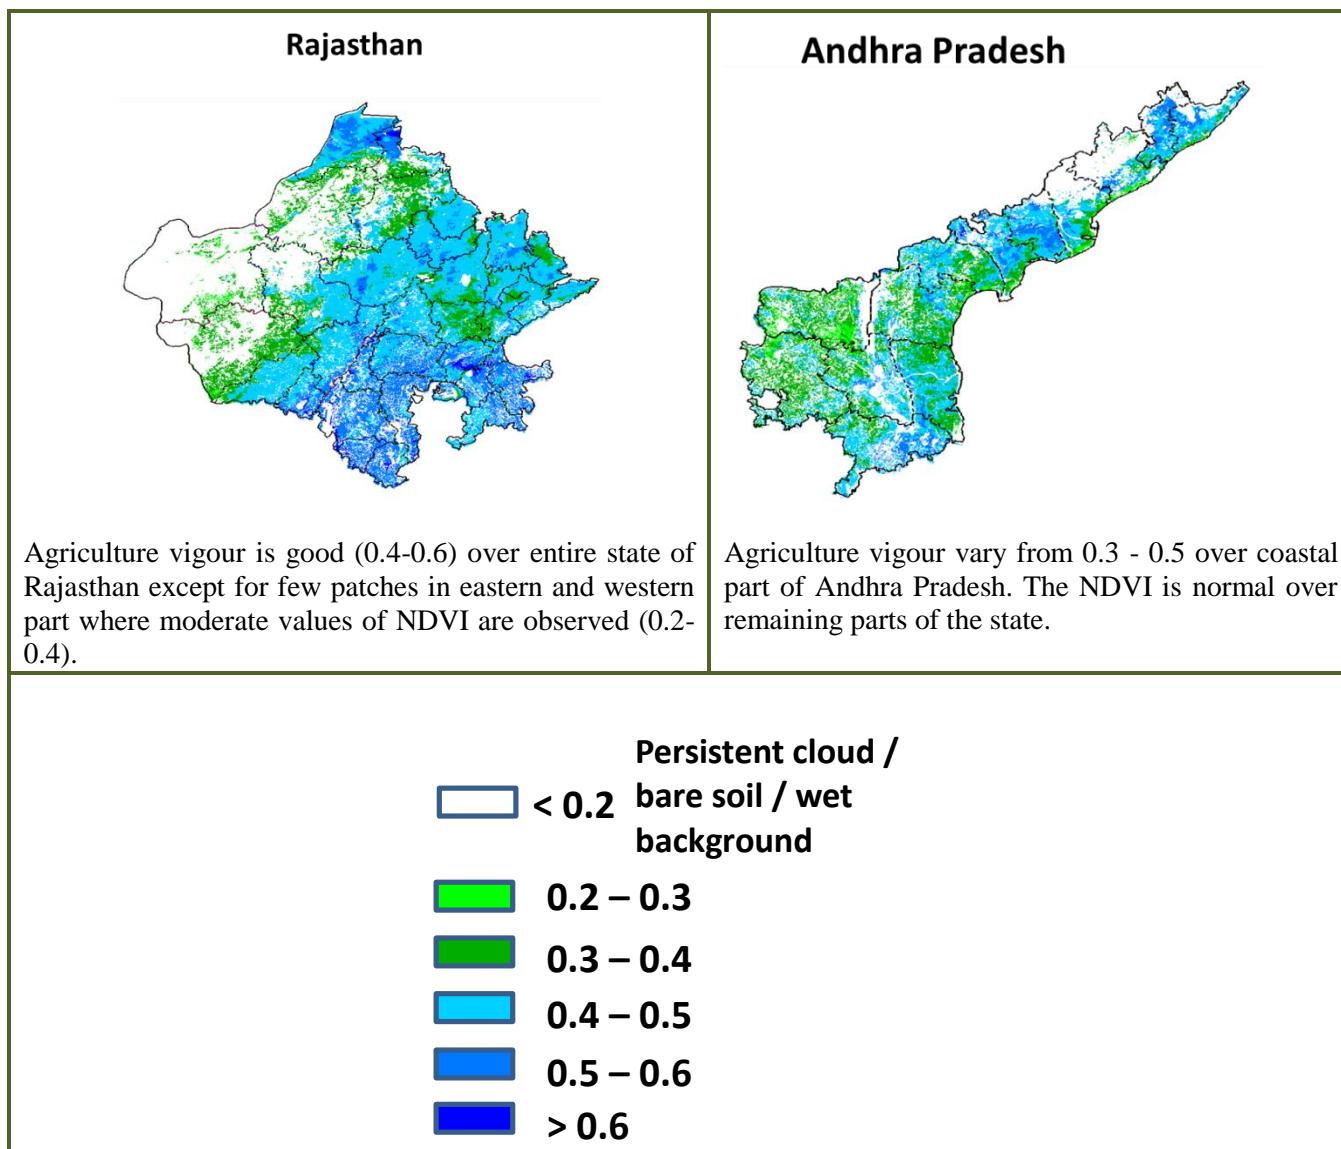 Rajasthan
Agriculture vigour is good (0.4-0.6) over entire state of
Rajasthan except for few patches in eastern and western
part where moderate values of NDVI are observed (0.2-
0.4).
Andhra Pradesh
Agriculture vigour vary from 0.3 - 0.5 over coastal
part of Andhra Pradesh. The NDVI is normal over
remaining parts of the state.
< 0.2
Persistent cloud /
bare soil / wet
background
0.2 – 0.3
0.3 – 0.4
0.4 – 0.5
0.5 – 0.6
> 0.6